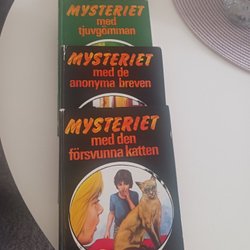 MYSTERIET
med
tjuvgömman
MYSTERIET
med de
anonyma breven
MYSTERIET
med den
försvunna katten